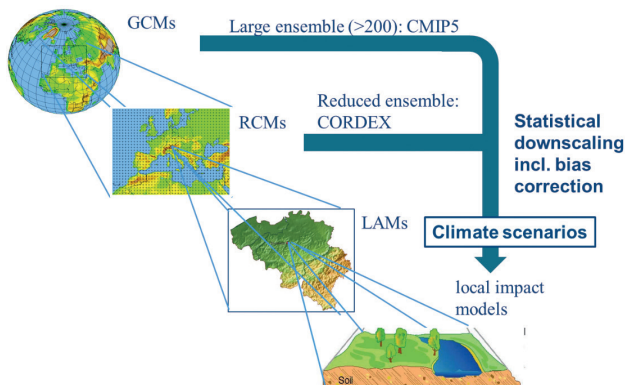 GCMs
Large ensemble (>200): CMIP5
RCMs
Reduced ensemble:
CORDEX
Statistical
downscaling
incl. bias
correction
LAMs
Climate scenarios
local impact
models
Soil